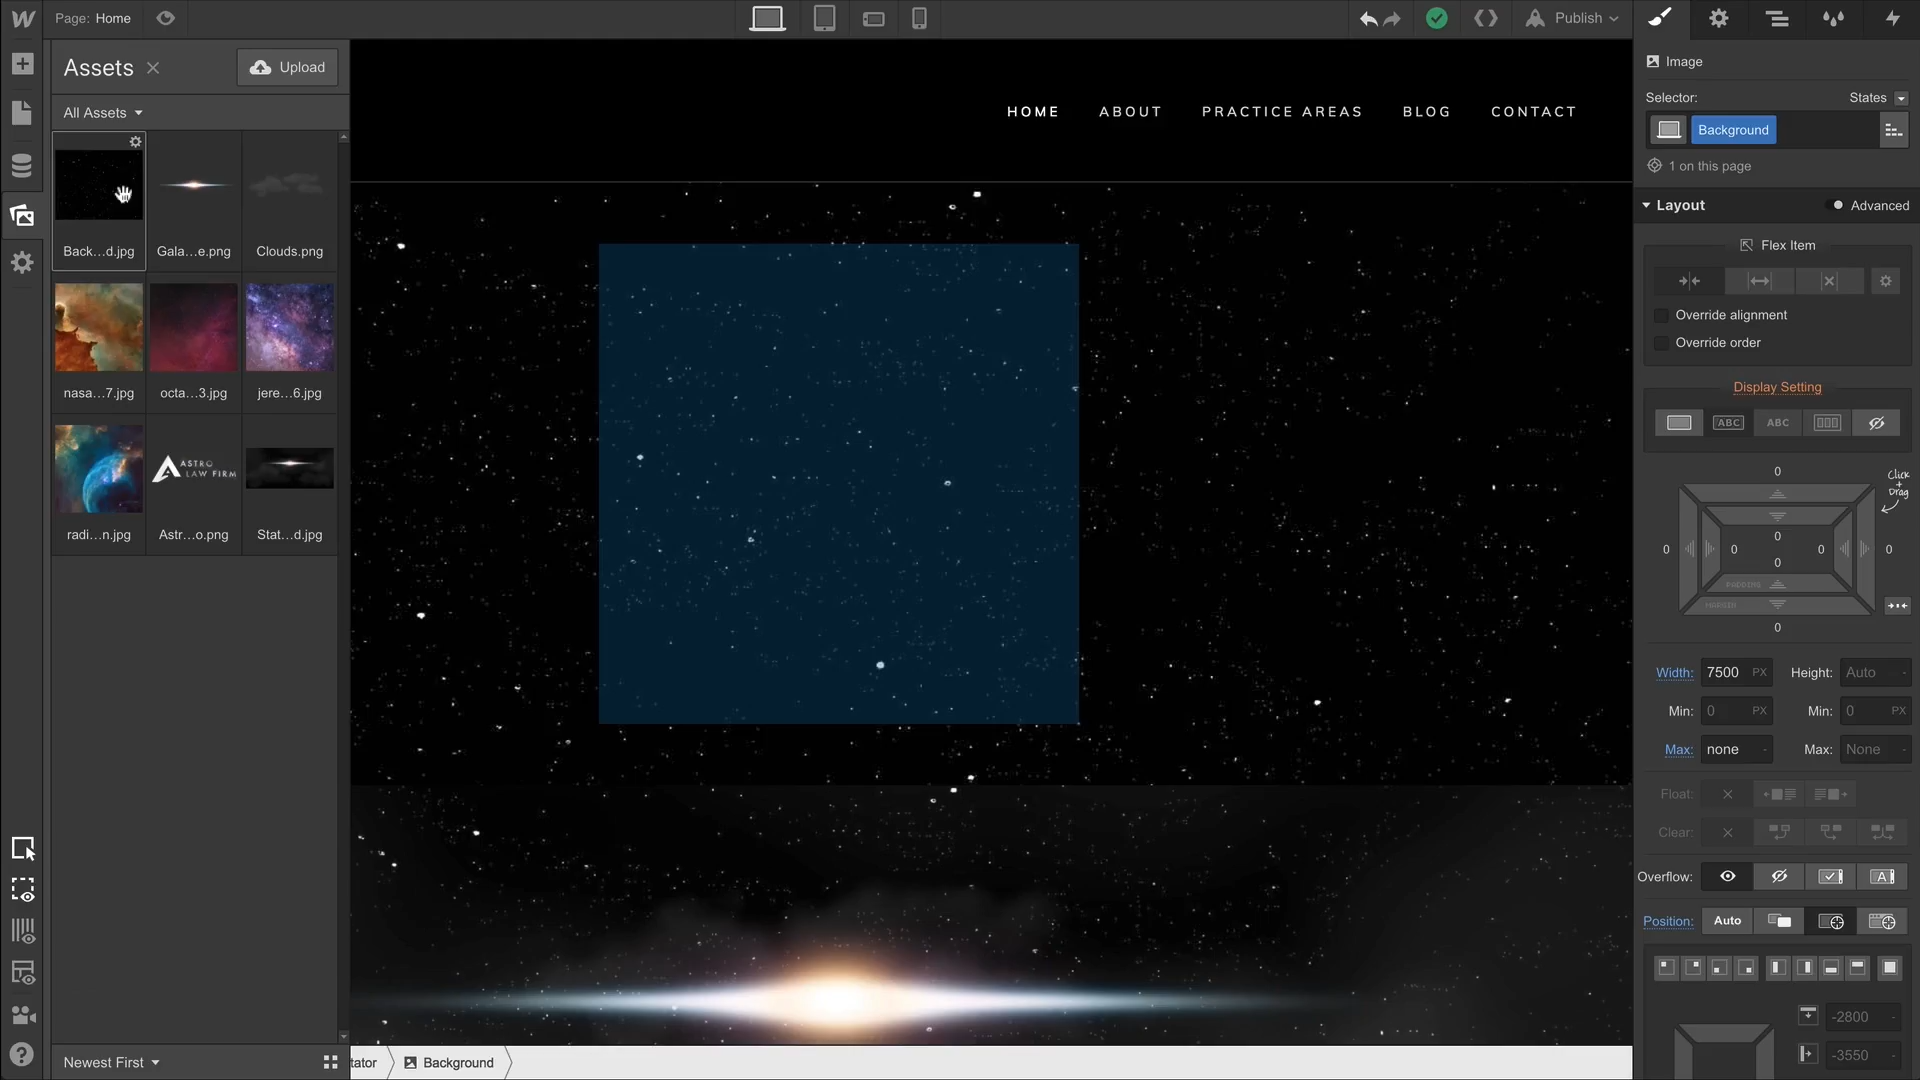 Page: Home
Publish
Assets
Upload
All Assets
Back...d.jpg
Gala...e.png
Clouds.png
nasa...7.jpg
octa...3.jpg
jere...6.jpg
ASTRO
LAW FIRM
radi...n.jpg
Astr...o.png
Stat...d.jpg
Newest First
HOME
ABOUT
PRACTICE AREAS
BLOG
CONTACT
tator
Background
Image
Selector:
States
Background
1 on this page
Layout
Advanced
Flex Item
Override alignment
Override order
Display Setting
ABC
ABC
0
Click
+
Drag
0
0
0
0
0
0
PADDING
MARGIN
0
Width: 7500 PX
Height: Auto -
Min: 0 PX
Min: 0 PX
Max: none -
Max: None -
Float:
Clear:
Overflow:
A
Position: Auto
-2800 -
-3550 -